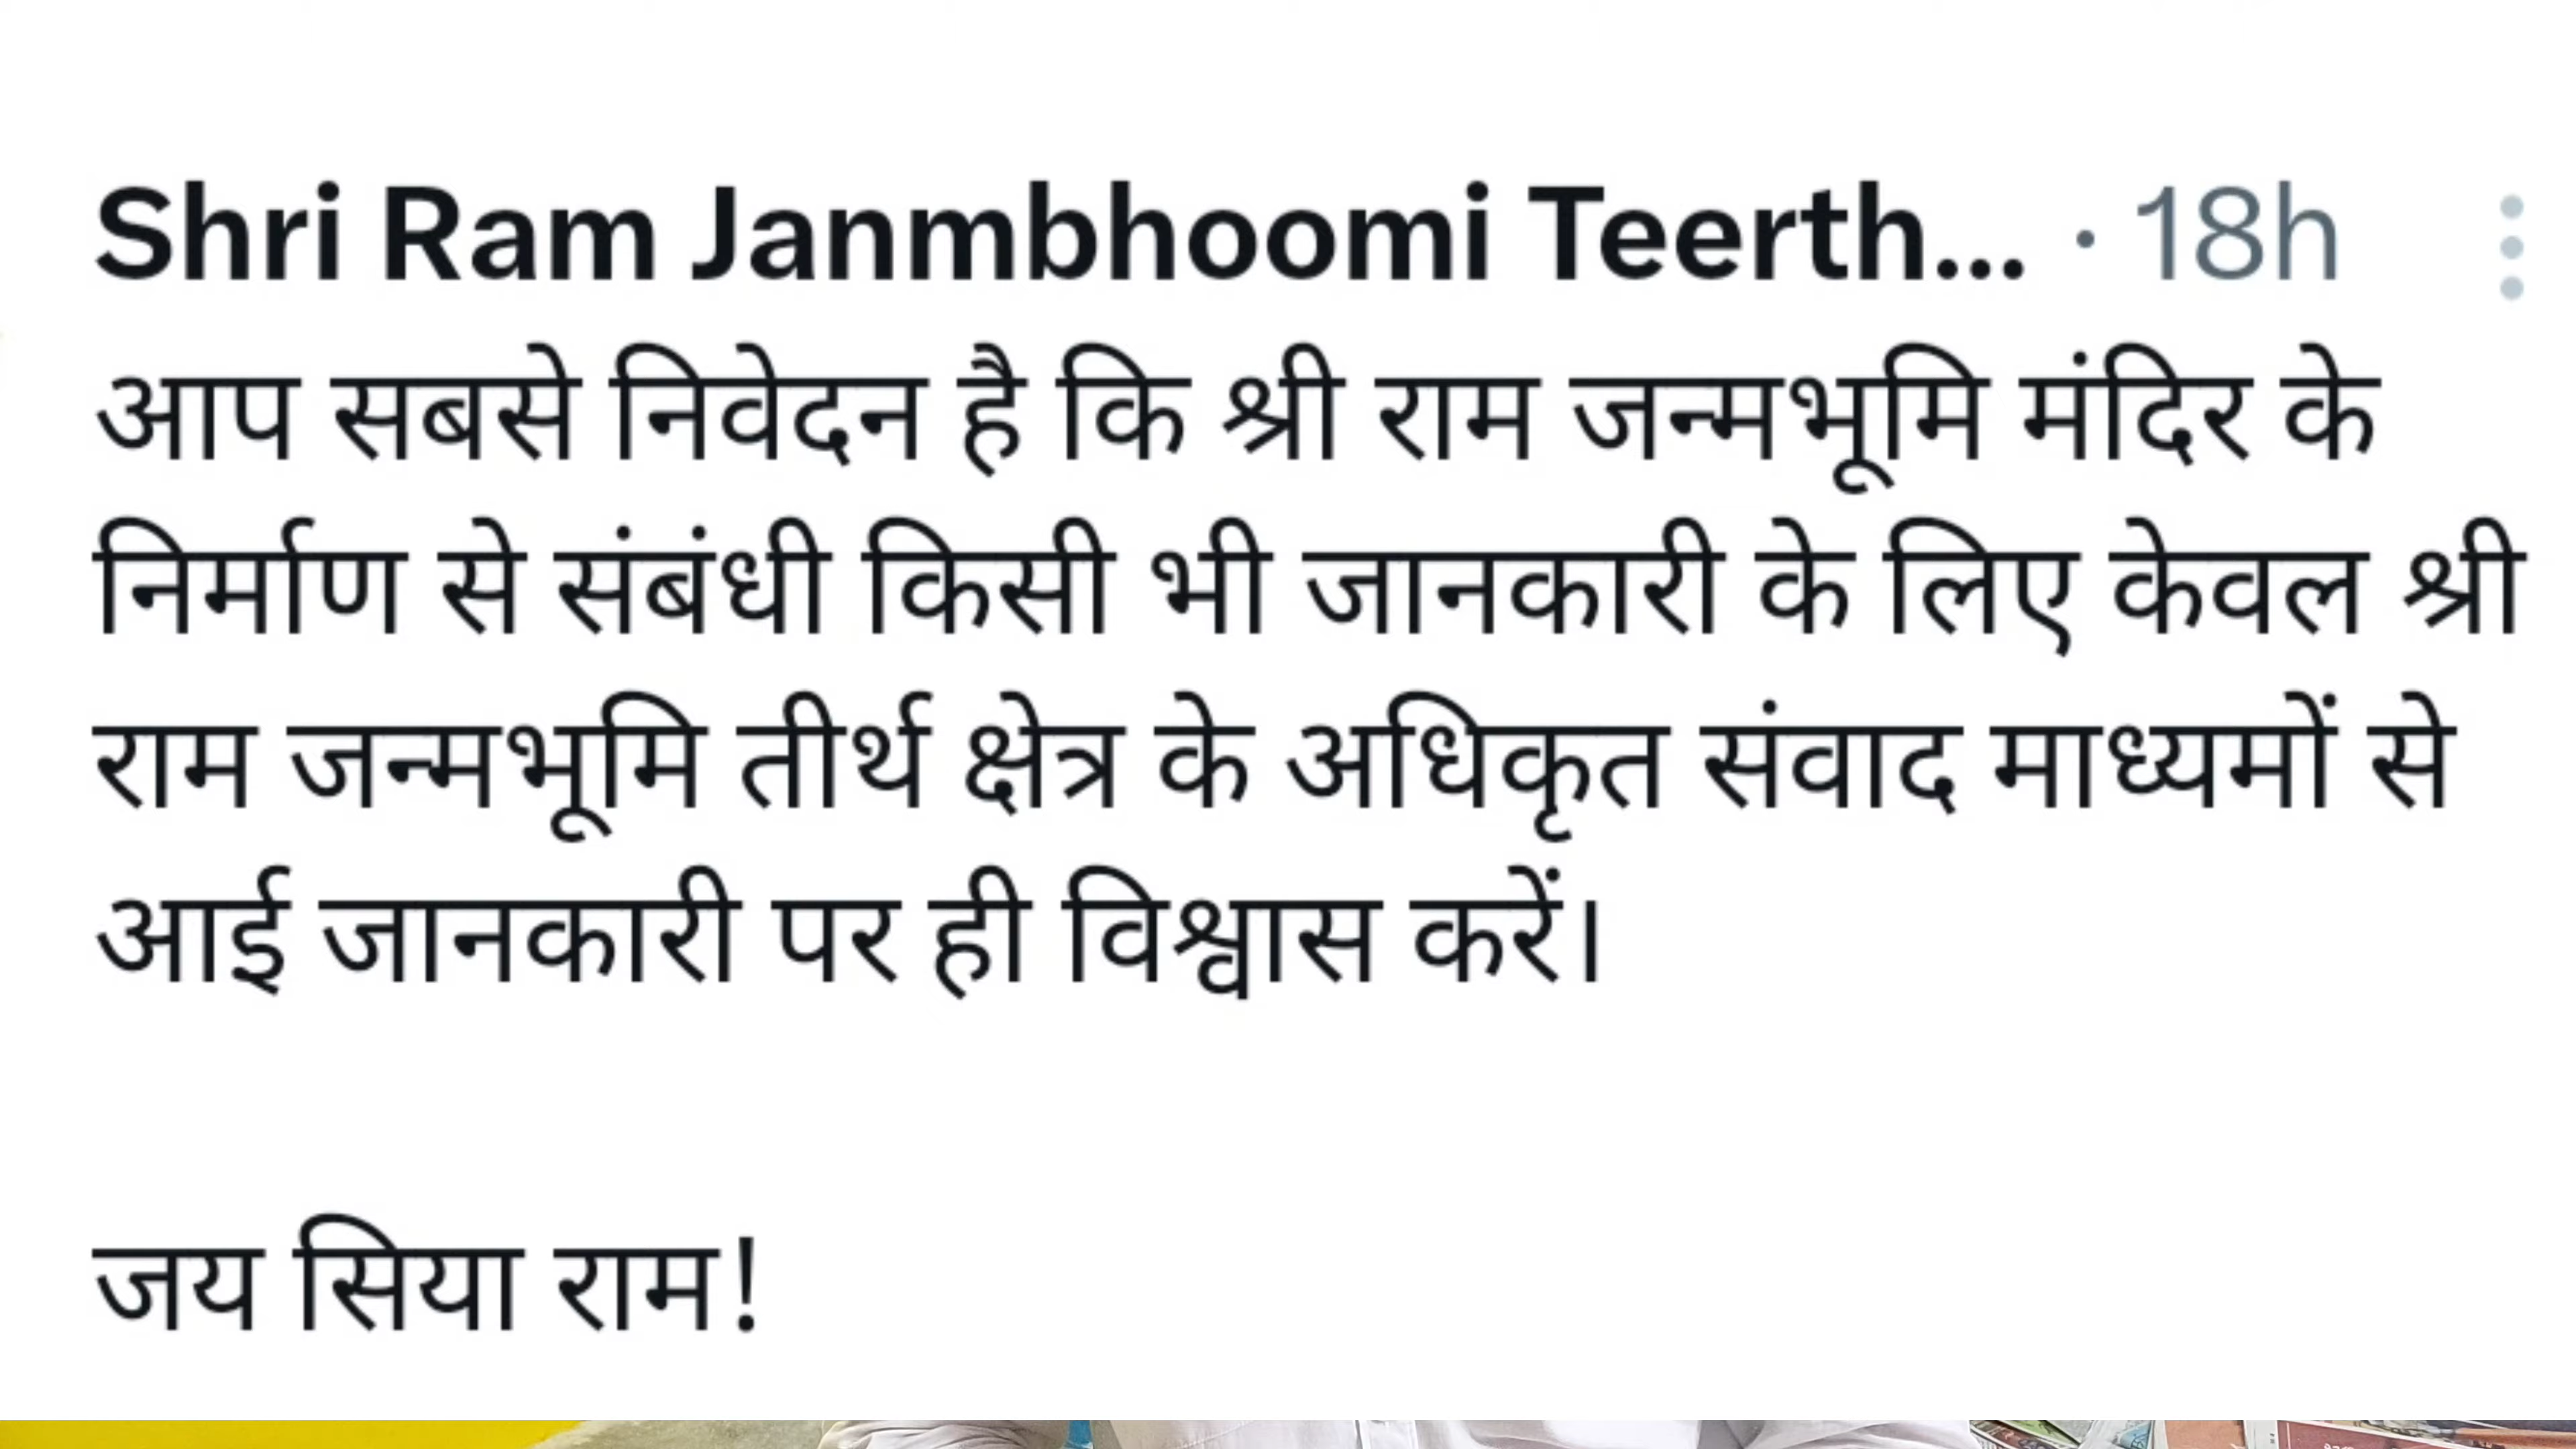 Shri Ram Janmbhoomi Teerth... · 18h
आप सबसे निवेदन है कि श्री राम जन्मभूमि मंदिर के
निर्माण से संबंधी किसी भी जानकारी के लिए केवल श्री
राम जन्मभूमि तीर्थ क्षेत्र के अधिकृत संवाद माध्यमों से
आई जानकारी पर ही विश्वास करें।
जय सिया राम!